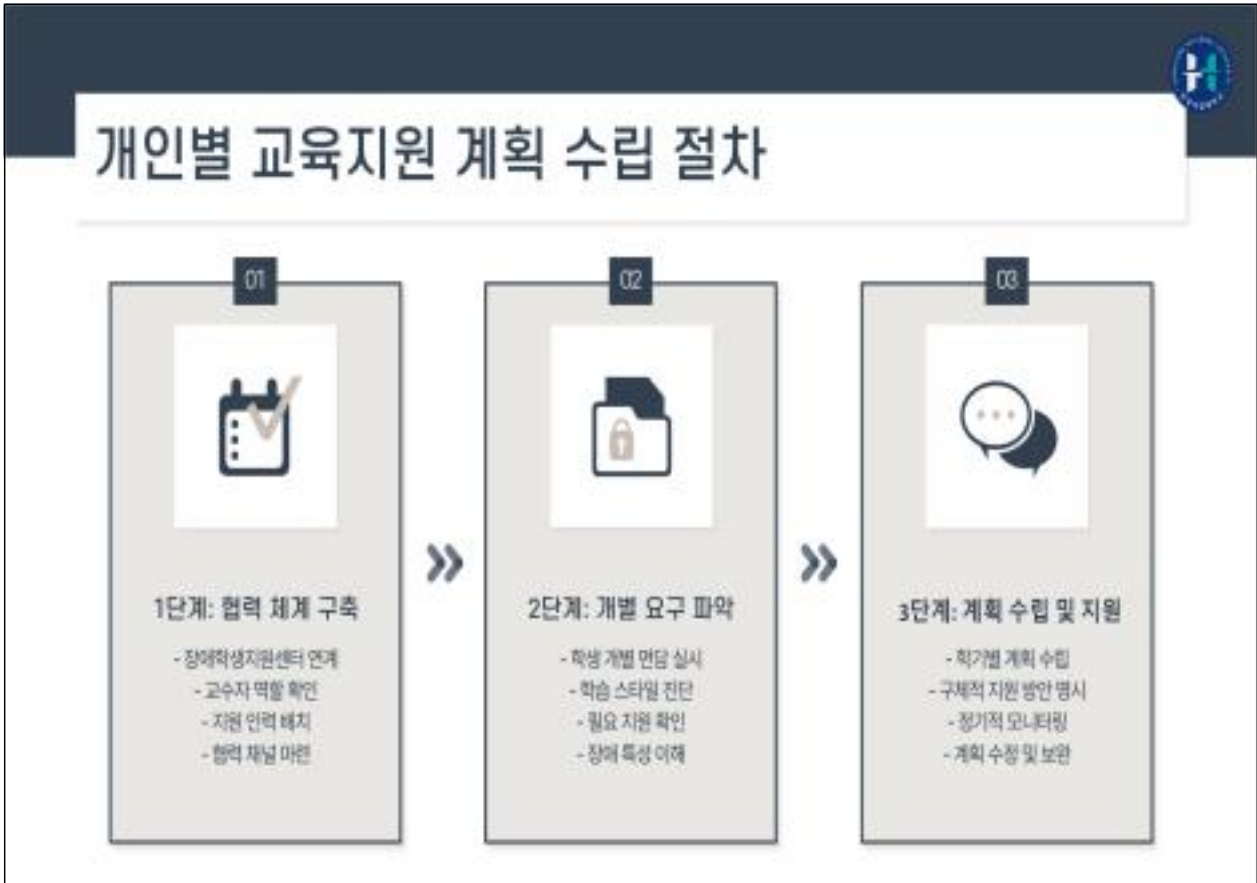 개인별 교육지원 계획 수립 절차
01
1단계: 협력 체계 구축
- 장애학생지원센터 연계
- 교수자 역할 확인
- 지원 인력 배치
- 협력 채널 마련
02
2단계: 개별 요구 파악
- 학생 개별 면담 실시
- 학습 스타일 진단
- 필요 지원 확인
- 장애 특성 이해
03
3단계: 계획 수립 및 지원
- 학기별 계획 수립
- 구체적 지원 방안 명시
- 정기적 모니터링
- 계획 수정 및 보완